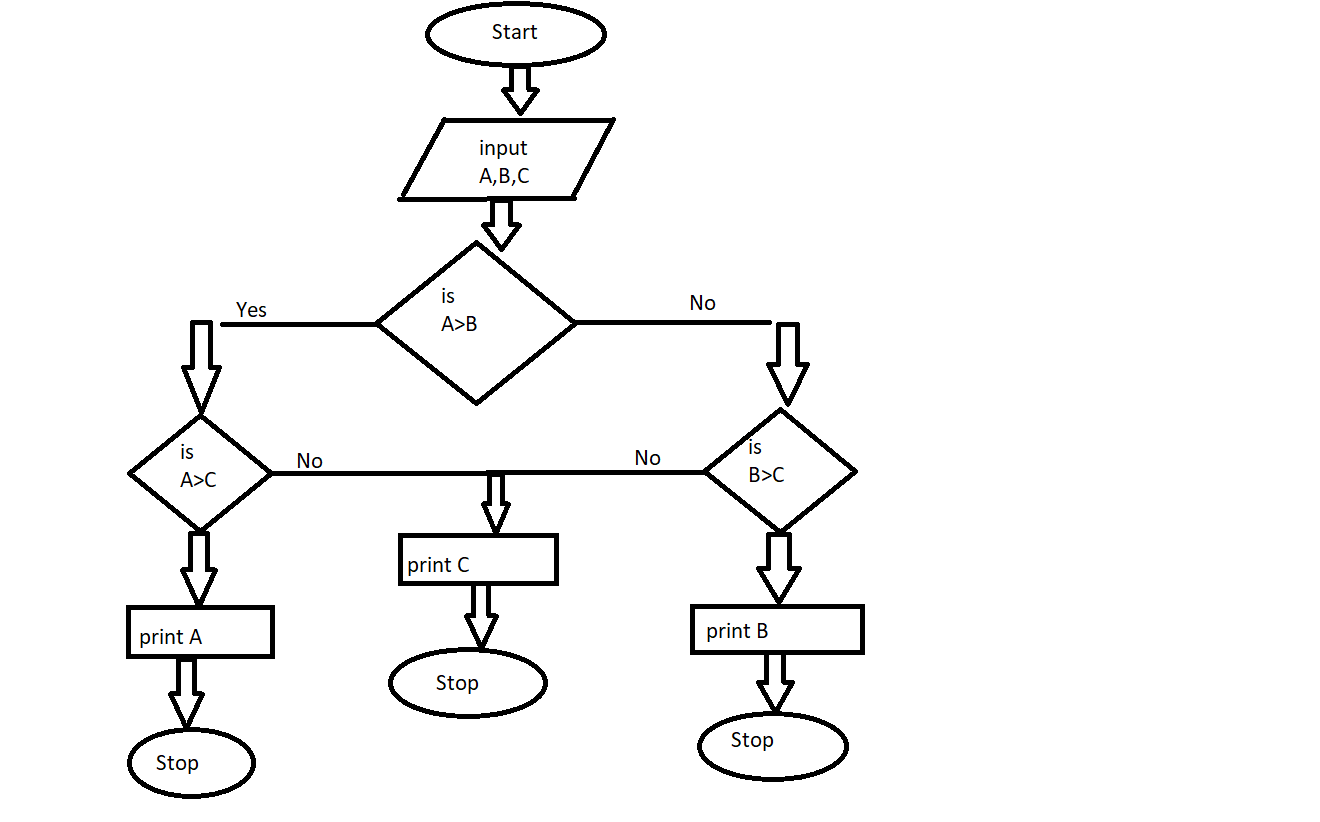 Start
input
A,B,C
is
A>B
Yes
No
is
A>C
No
No
is
B>C
print C
print A
print B
Stop
Stop
Stop